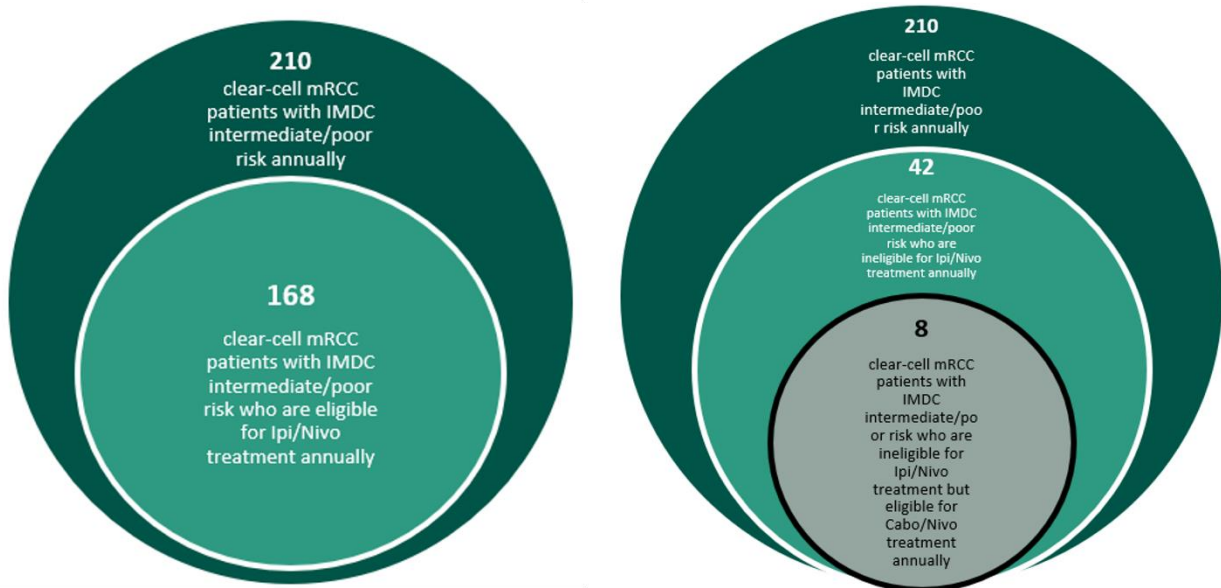 210
clear-cell mRCC
patients with IMDC
intermediate/poor
risk annually
168
clear-cell mRCC
patients with IMDC
intermediate/poor
risk who are eligible
for Ipi/Nivo
treatment annually
210
clear-cell mRCC
patients with
IMDC
intermediate/poo
r risk annually
42
clear-cell mRCC
patients with IMDC
intermediate/poor
risk who are
ineligible for Ipi/Nivo
treatment annually
8
clear-cell mRCC
patients with
IMDC
intermediate/po
or risk who are
ineligible for
Ipi/Nivo
treatment but
eligible for
Cabo/Nivo
treatment
annually